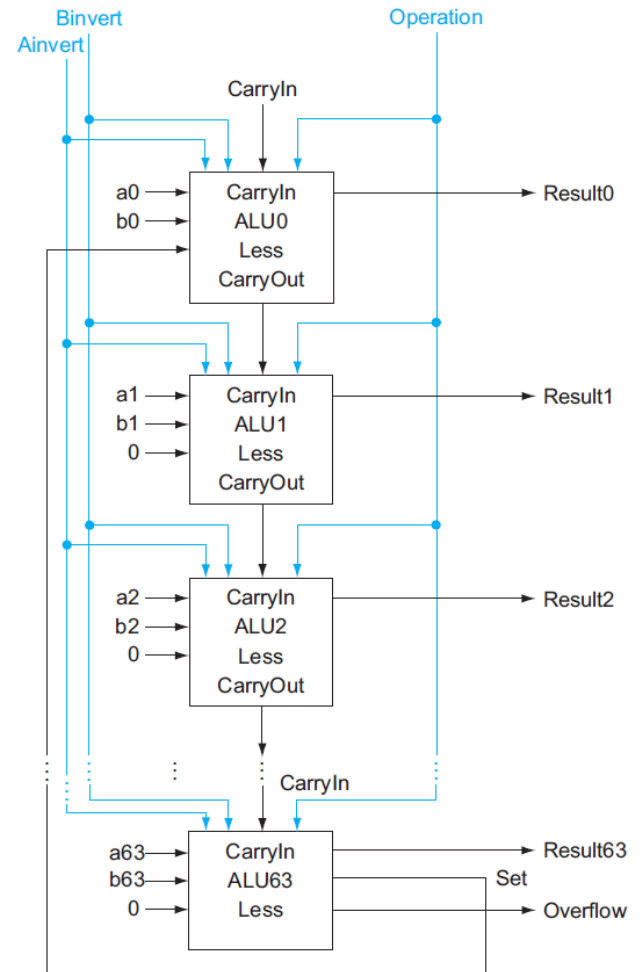 Binvert
Operation
Ainvert
CarryIn
a0
CarryIn
Result0
b0
ALU0
Less
CarryOut
a1
CarryIn
Result1
b1
ALU1
0
Less
CarryOut
a2
CarryIn
Result2
b2
ALU2
0
Less
CarryOut
CarryIn
a63
CarryIn
Result63
b63
ALU63
Set
0
Less
Overflow